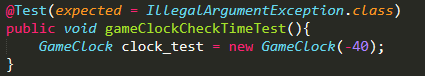 @Test(expected = IllegalArgumentException.class)
public void gameClockCheckTimeTest(){
    GameClock clock_test = new GameClock(-40);
}